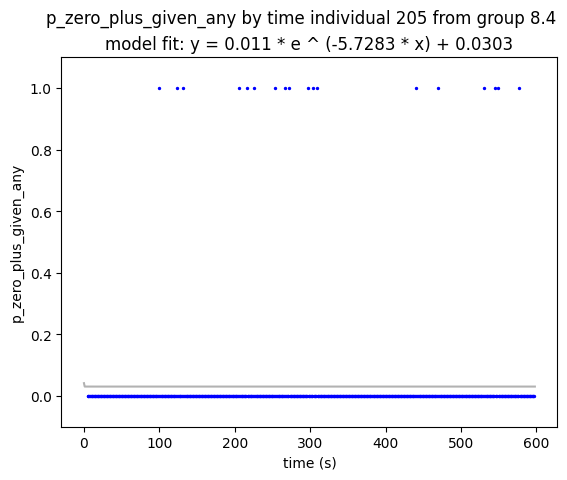 p_zero_plus_given_any by time individual 205 from group 8.4
model fit: y = 0.011 * e ^ (-5.7283 * x) + 0.0303
1.0
0.8
0.6
0.4
0.2
0.0
p_zero_plus_given_any
0 100 200 300 400 500 600
time (s)